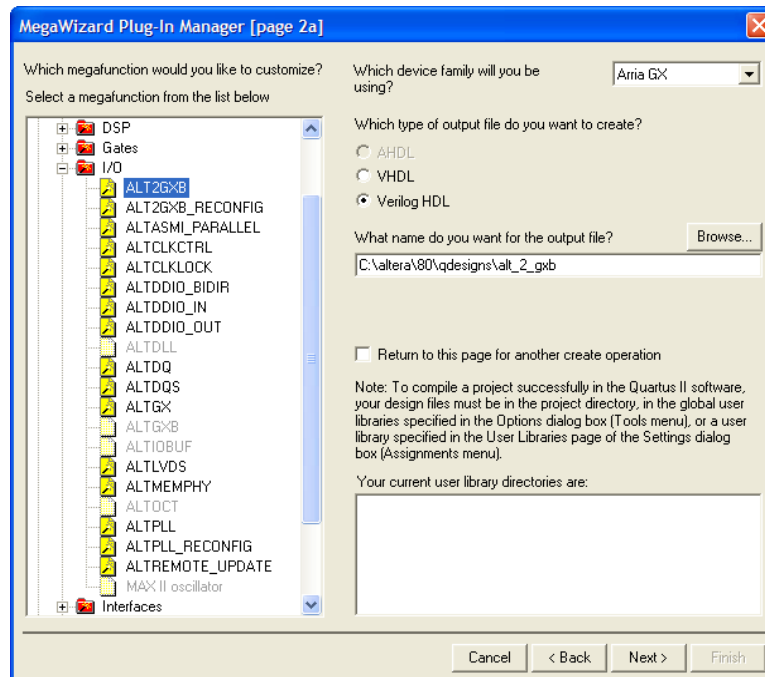 MegaWizard Plug-In Manager [page 2a]
Which megafunction would you like to customize?
Select a megafunction from the list below
DSP
Gates
I/O
ALT2GXB
ALT2GXB_RECONFIG
ALTASMI_PARALLEL
ALTCLKCTRL
ALTCLKLOCK
ALTDDIO_BIDIR
ALTDDIO_IN
ALTDDIO_OUT
ALTDLL
ALTDQ
ALTDQS
ALTGX
ALTGXB
ALTIOBUF
ALTLVDS
ALTMEMPHY
ALTOCT
ALTPLL
ALTPLL_RECONFIG
ALTREMOTE_UPDATE
MAX II oscillator
Interfaces
Which device family will you be
using?
Arria GX
Which type of output file do you want to create?
AHDL
VHDL
Verilog HDL
What name do you want for the output file?
Browse...
C:\altera\80\qdesigns\alt_2_gxb
Return to this page for another create operation
Note: To compile a project successfully in the Quartus II software,
your design files must be in the project directory, in the global user
libraries specified in the Options dialog box (Tools menu), or a user
library specified in the User Libraries page of the Settings dialog
box (Assignments menu).
Your current user library directories are:
Cancel
< Back
Next >
Finish